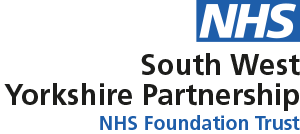 NHS
South West
Yorkshire Partnership
NHS Foundation Trust